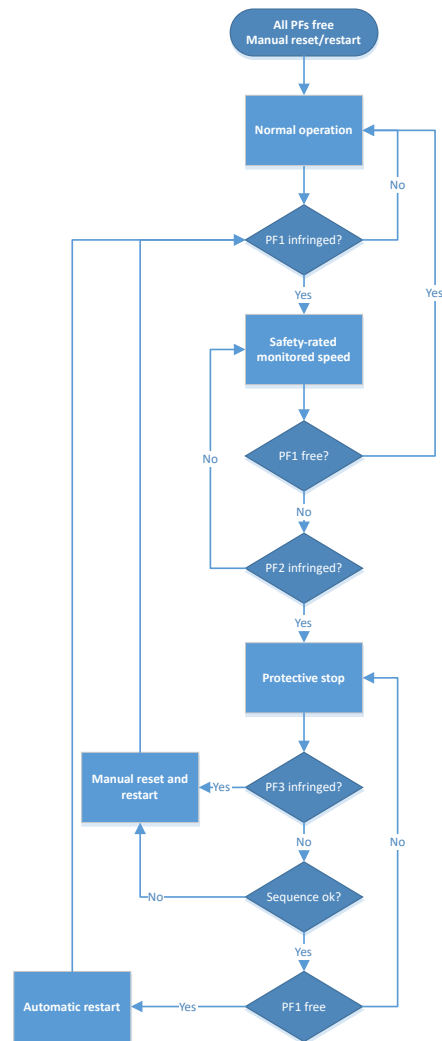 All PFs free
Manual reset/restart
Normal operation
No
PF1 infringed?
Yes
Yes
Safety-rated
monitored speed
PF1 free?
No
No
PF2 infringed?
Yes
Protective stop
Manual reset and
restart
Yes
PF3 infringed?
No
No
No
Sequence ok?
Yes
Automatic restart
Yes
PF1 free